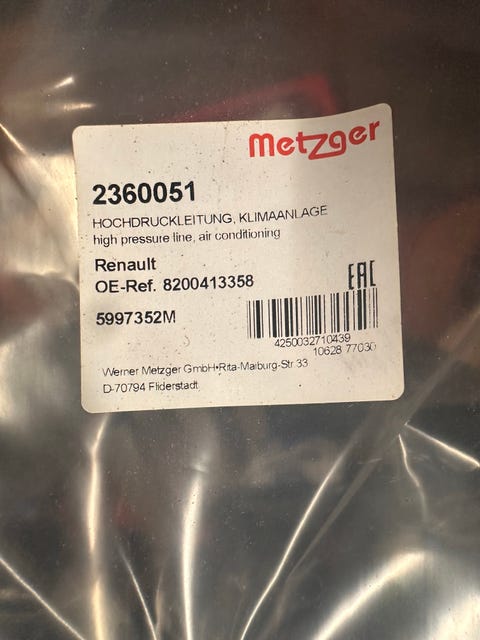 Metzger
2360051
HOCHDRUCKLEITUNG, KLIMAANLAGE
high pressure line, air conditioning
Renault
OE-Ref. 8200413358
EAC
5997352M
4250032710439
10628 77030
Werner Metzger GmbH•Rita-Maiburg-Str.33
D-70794 Filderstadt